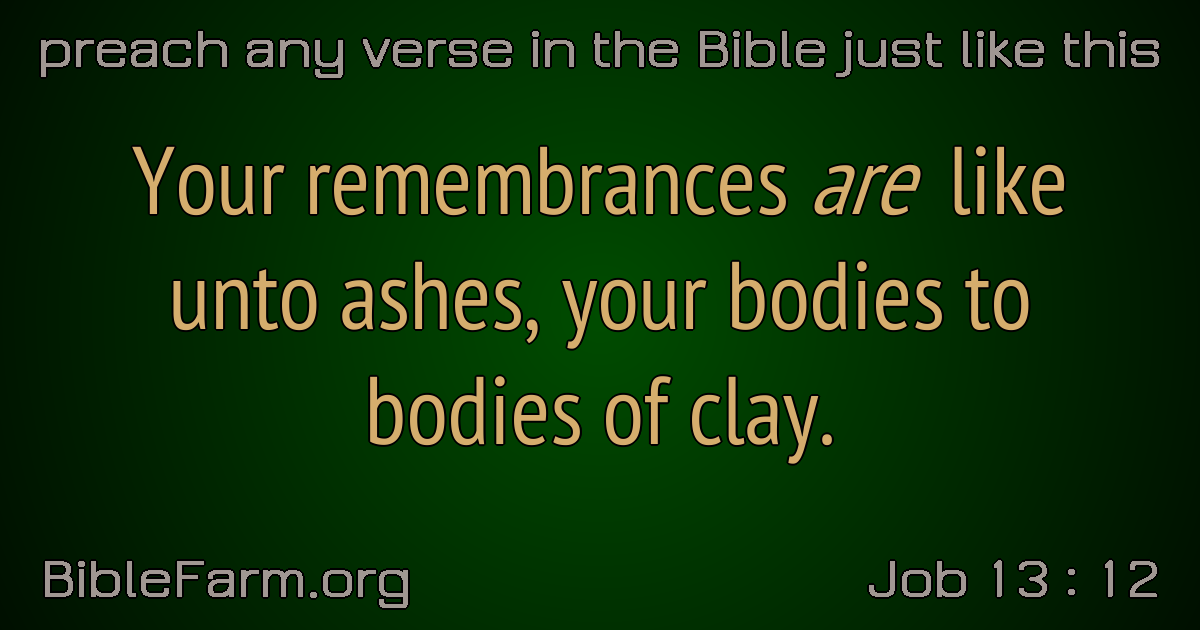 preach any verse in the Bible just like this
Your remembrances are like
unto ashes, your bodies to
bodies of clay.
BibleFarm.org
Job 13 : 12